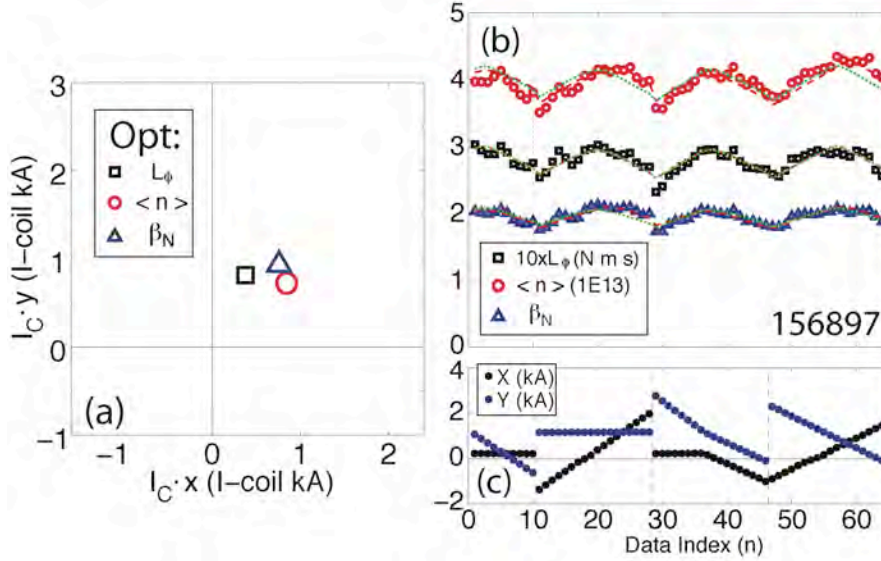 (a)
I_C · y (I-coil kA)
3
2
1
0
−1
Opt:
L_ϕ
< n >
β_N
−1
0
1
2
I_C · x (I-coil kA)
(b)
5
4
3
2
1
0
10xL_ϕ (N m s)
< n > (1E13)
β_N
156897
4
2
0
−2
X (kA)
Y (kA)
(c)
0 10 20 30 40 50 60
Data Index (n)